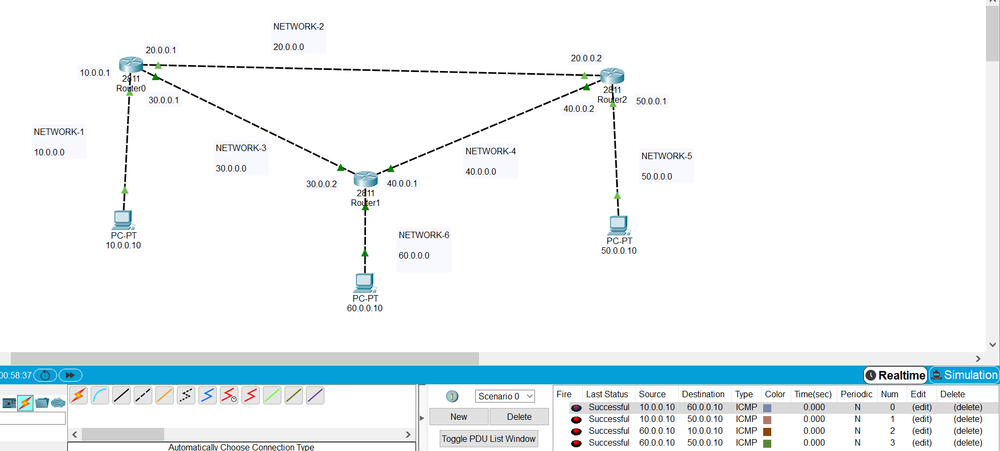 NETWORK-2
20.0.0.0
20.0.0.1
20.0.0.2
10.0.0.1
2811
Router0
30.0.0.1
2811
Router2
50.0.0.1
40.0.0.2
NETWORK-1
10.0.0.0
NETWORK-3
30.0.0.0
NETWORK-4
40.0.0.0
NETWORK-5
50.0.0.0
30.0.0.2
40.0.0.1
2811
Router1
PC-PT
10.0.0.10
NETWORK-6
60.0.0.0
PC-PT
50.0.0.10
PC-PT
60.0.0.10
00:58:37
Realtime
Simulation
Scenario 0
New
Delete
Toggle PDU List Window
Automatically Choose Connection Type
Fire Last Status Source Destination Type Color Time(sec) Periodic Num Edit Delete
Successful 10.0.0.10 60.0.0.10 ICMP 0.000 N 0 (edit) (delete)
Successful 10.0.0.10 50.0.0.10 ICMP 0.000 N 1 (edit) (delete)
Successful 60.0.0.10 10.0.0.10 ICMP 0.000 N 2 (edit) (delete)
Successful 60.0.0.10 50.0.0.10 ICMP 0.000 N 3 (edit) (delete)